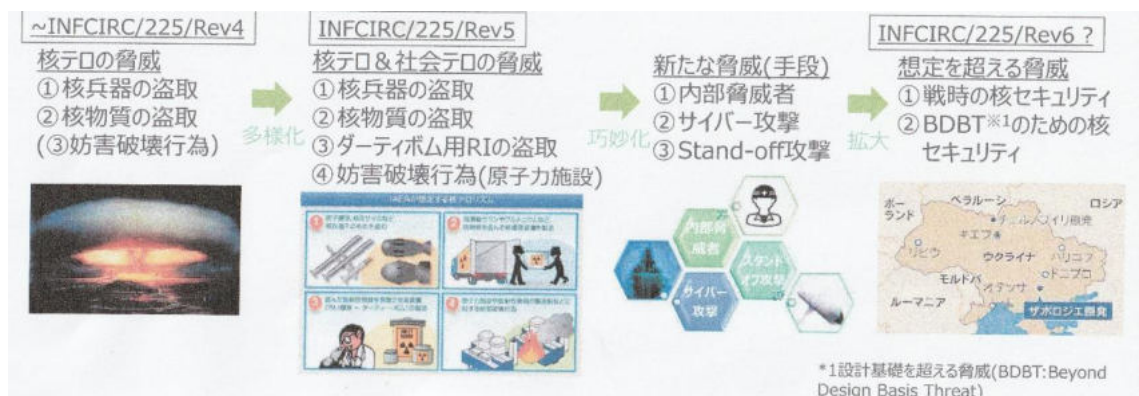 ~INFCIRC/225/Rev4
核テロの脅威
①核兵器の盗取
②核物質の盗取
(③妨害破壊行為)
多様化
INFCIRC/225/Rev5
核テロ&社会テロの脅威
①核兵器の盗取
②核物質の盗取
③ダーティボム用RIの盗取
④妨害破壊行為(原子力施設)
巧妙化
新たな脅威(手段)
①内部脅威者
②サイバー攻撃
③Stand-off攻撃
内部脅
威者
スタンド
オフ攻撃
サイバー
攻撃
拡大
INFCIRC/225/Rev6 ?
想定を超える脅威
①戦時の核セキュリティ
②BDBT※1のための核
セキュリティ
ポー
ランド
ベラルーシ
ロシア
チェルノブイリ原発
キエフ
リビウ
ウクライナ
ハリコフ
ドニプロ
モルドバ
オデッサ
ルーマニア
ザポロジエ原発
*1設計基礎を超える脅威(BDBT:Beyond
Design Basis Threat)